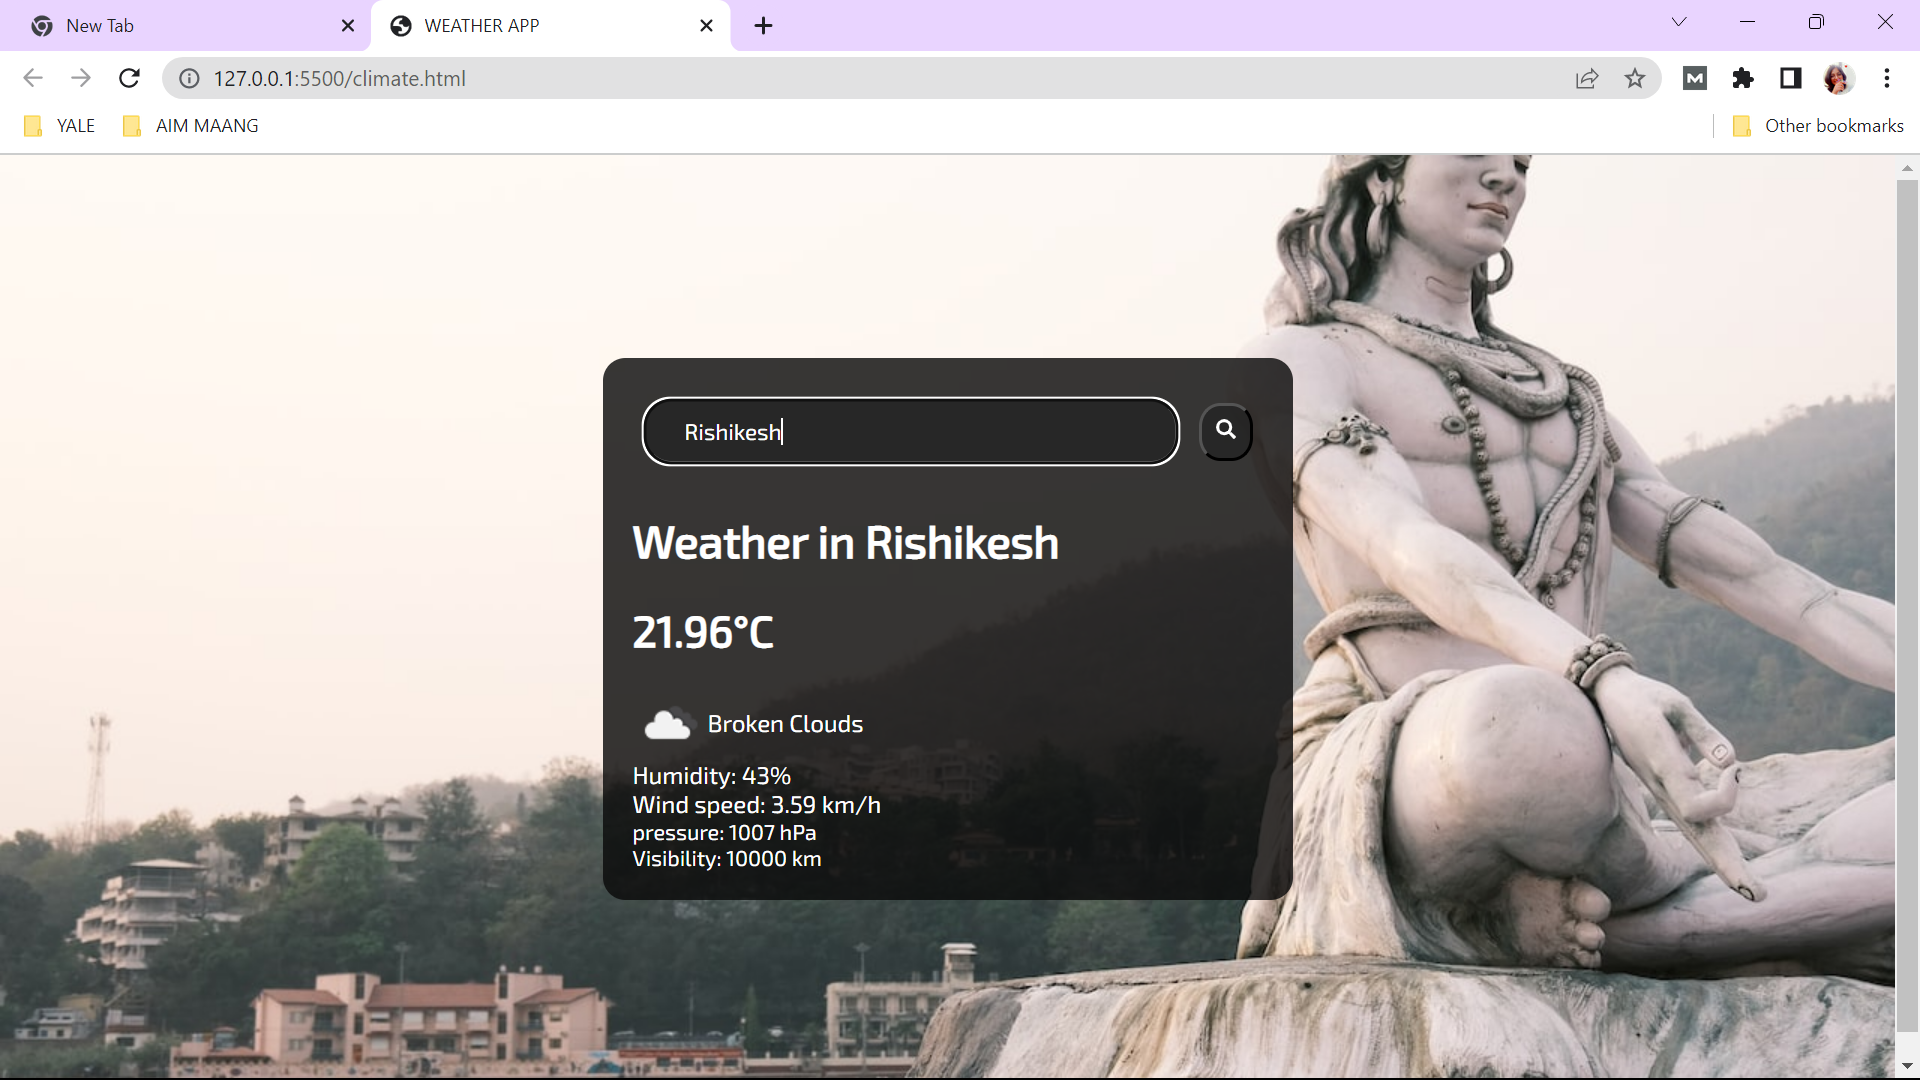 New Tab
WEATHER APP
127.0.0.1:5500/climate.html
M
YALE
AIM MAANG
Other bookmarks
Rishikesh
Weather in Rishikesh
21.96°C
Broken Clouds
Humidity: 43%
Wind speed: 3.59 km/h
pressure: 1007 hPa
Visibility: 10000 km